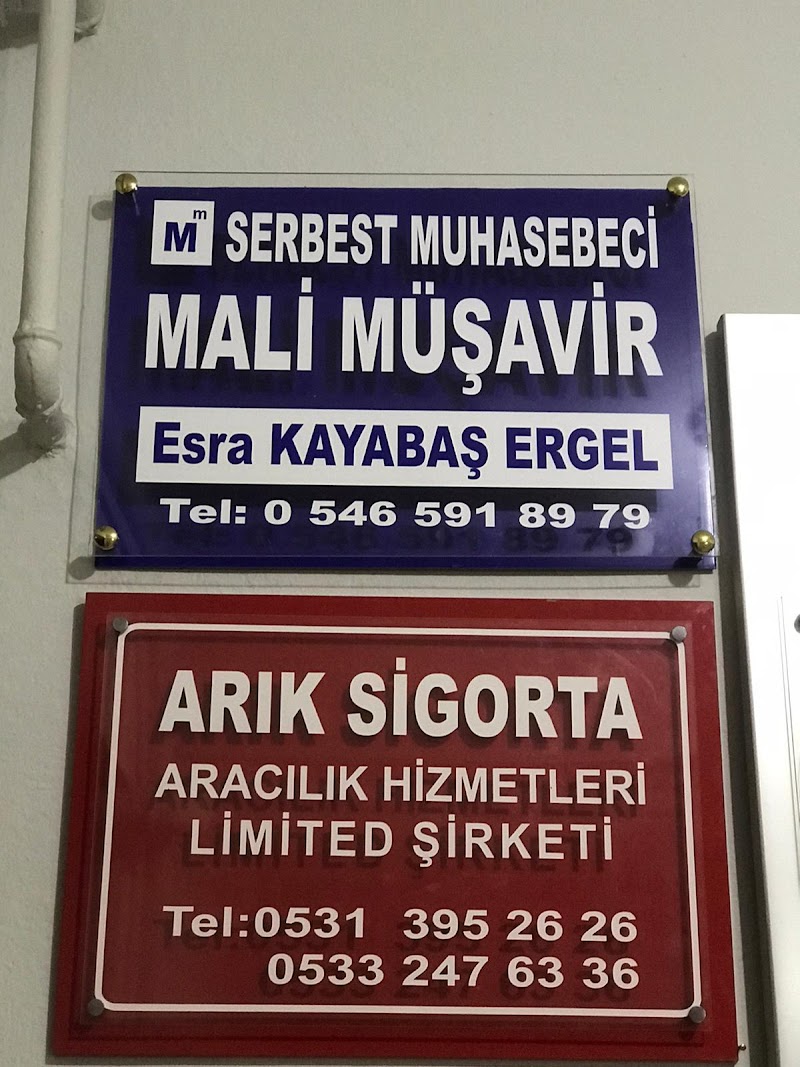 Mm SERBEST MUHASEBECİ
MALİ MÜŞAVİR
Esra KAYABAŞ ERGEL
Tel: 0 546 591 89 79
ARIK SİGORTA
ARACILIK HİZMETLERİ
LİMİTED ŞİRKETİ
Tel:0531 395 26 26
0533 247 63 36